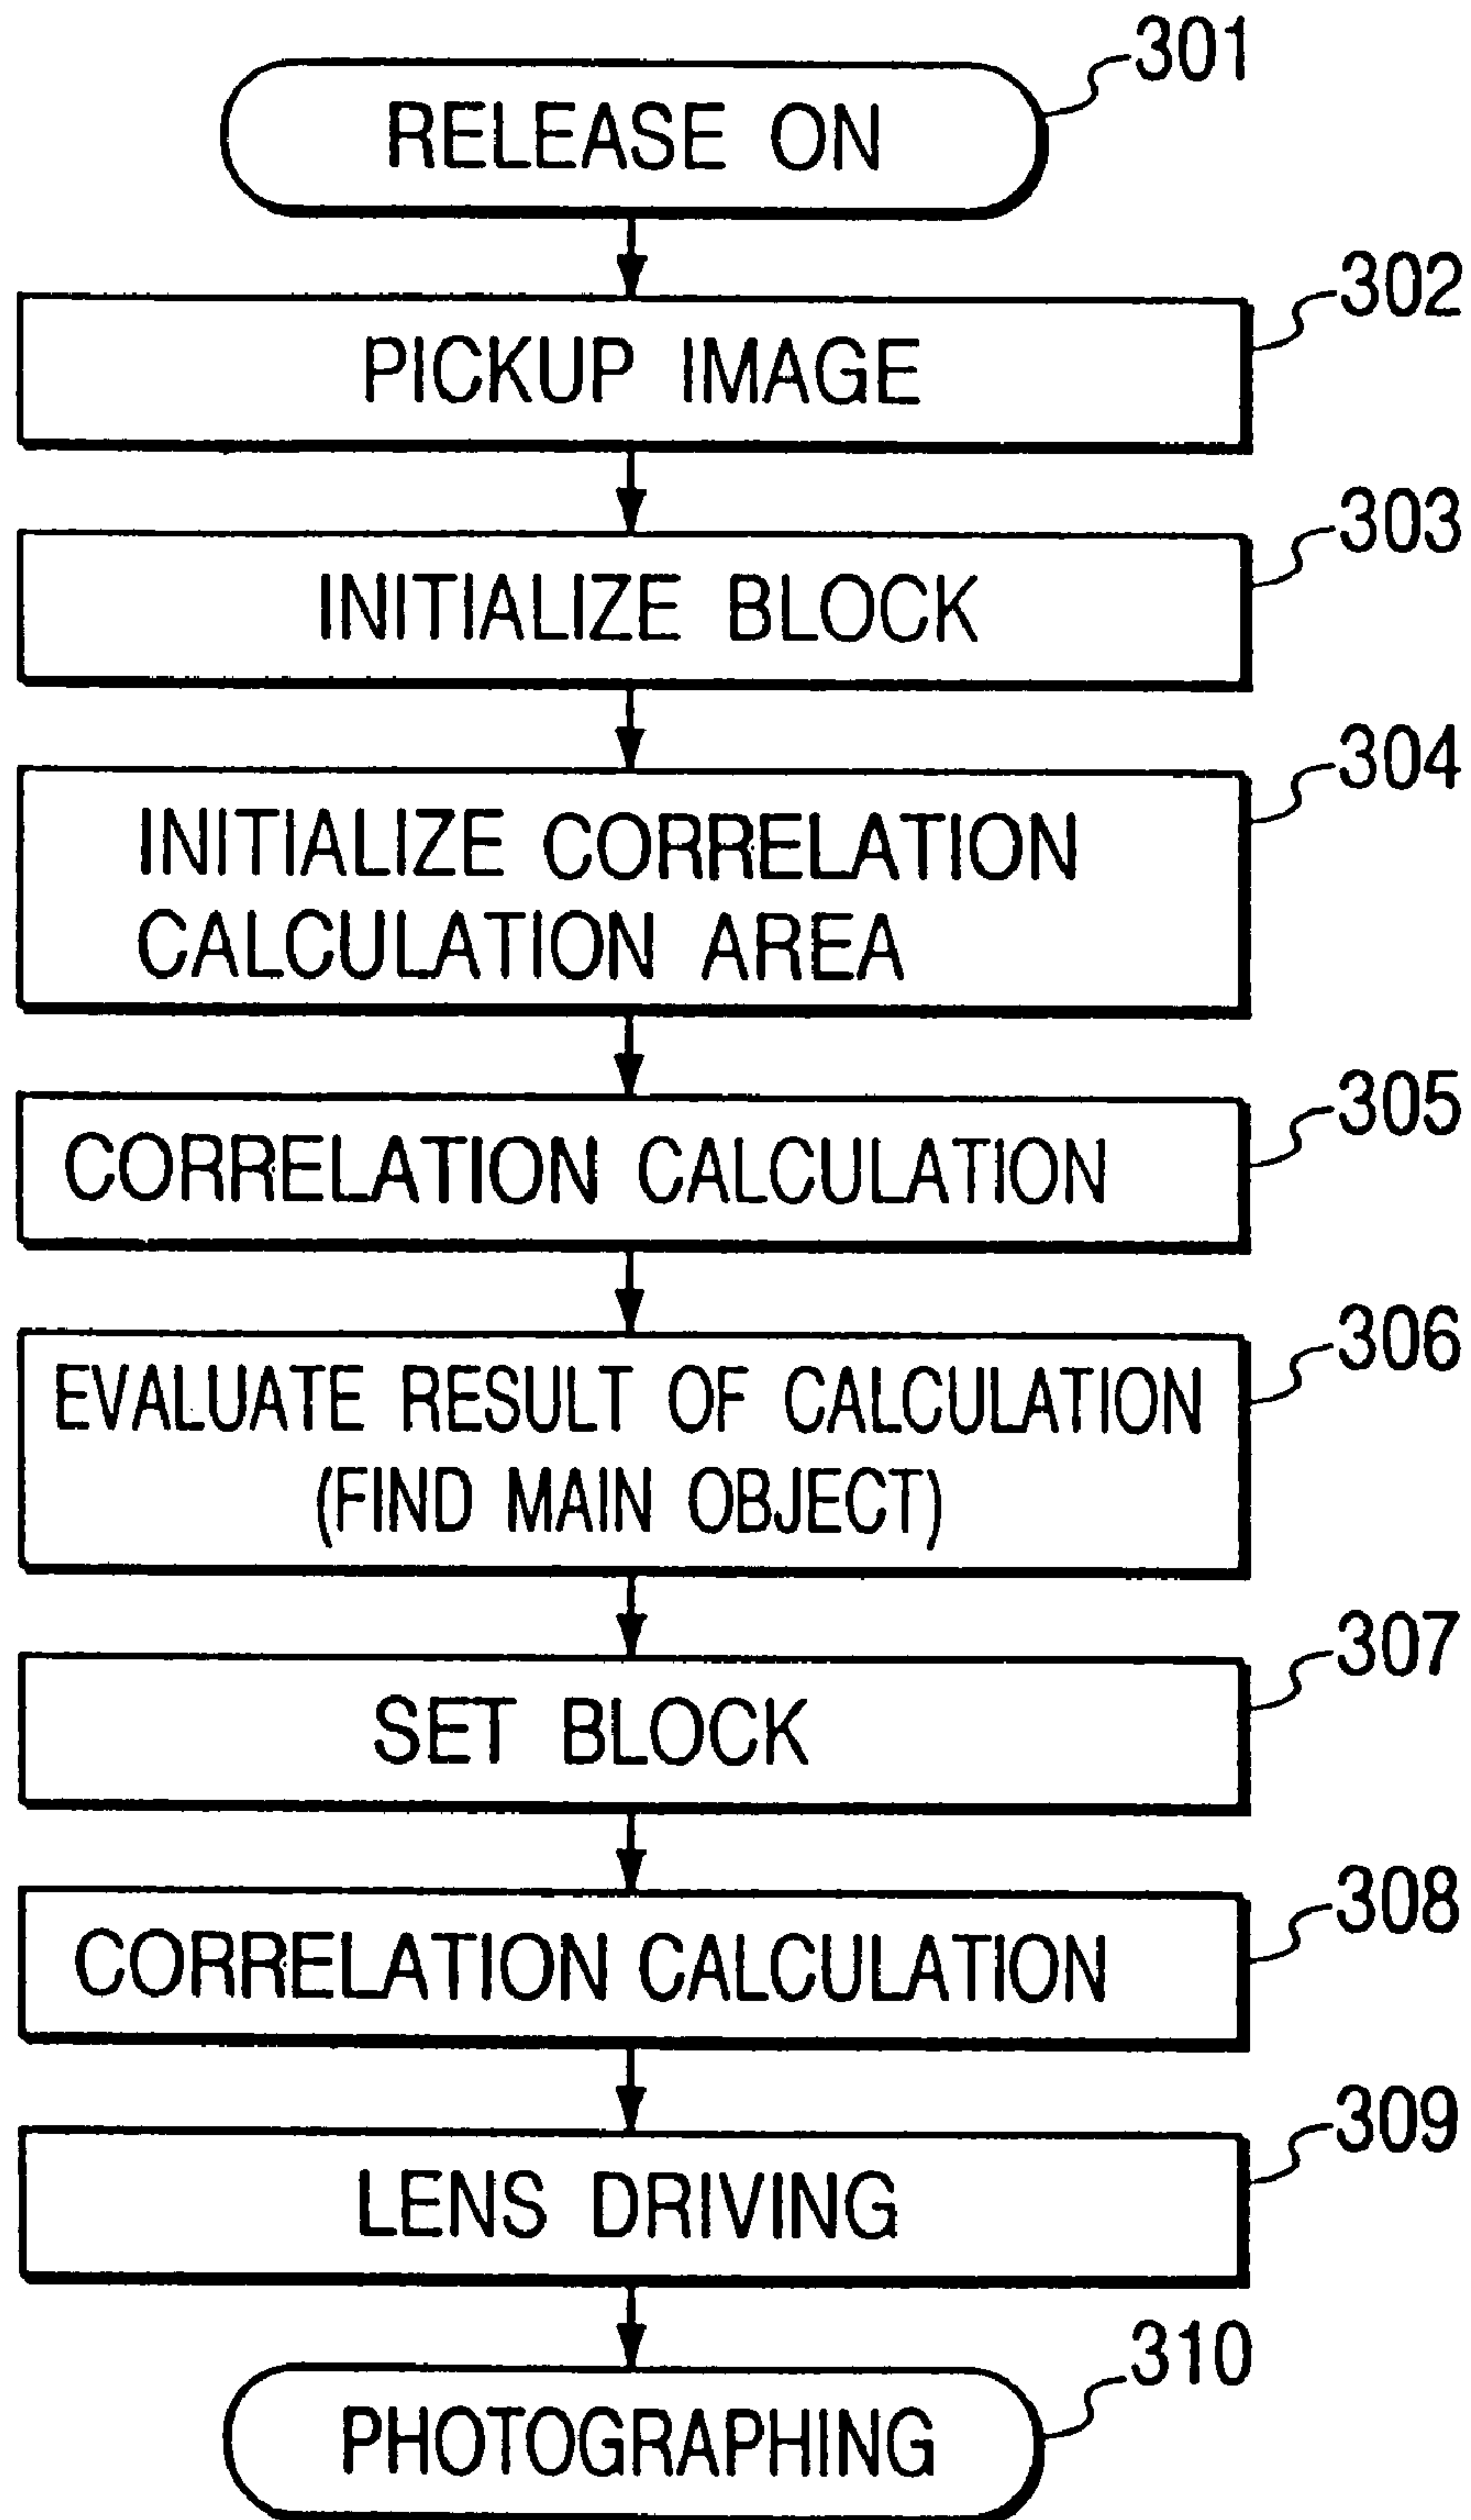 RELEASE ON
301
PICKUP IMAGE
302
INITIALIZE BLOCK
303
INITIALIZE CORRELATION
CALCULATION AREA
304
CORRELATION CALCULATION
305
EVALUATE RESULT OF CALCULATION
(FIND MAIN OBJECT)
306
SET BLOCK
307
CORRELATION CALCULATION
308
LENS DRIVING
309
PHOTOGRAPHING
310